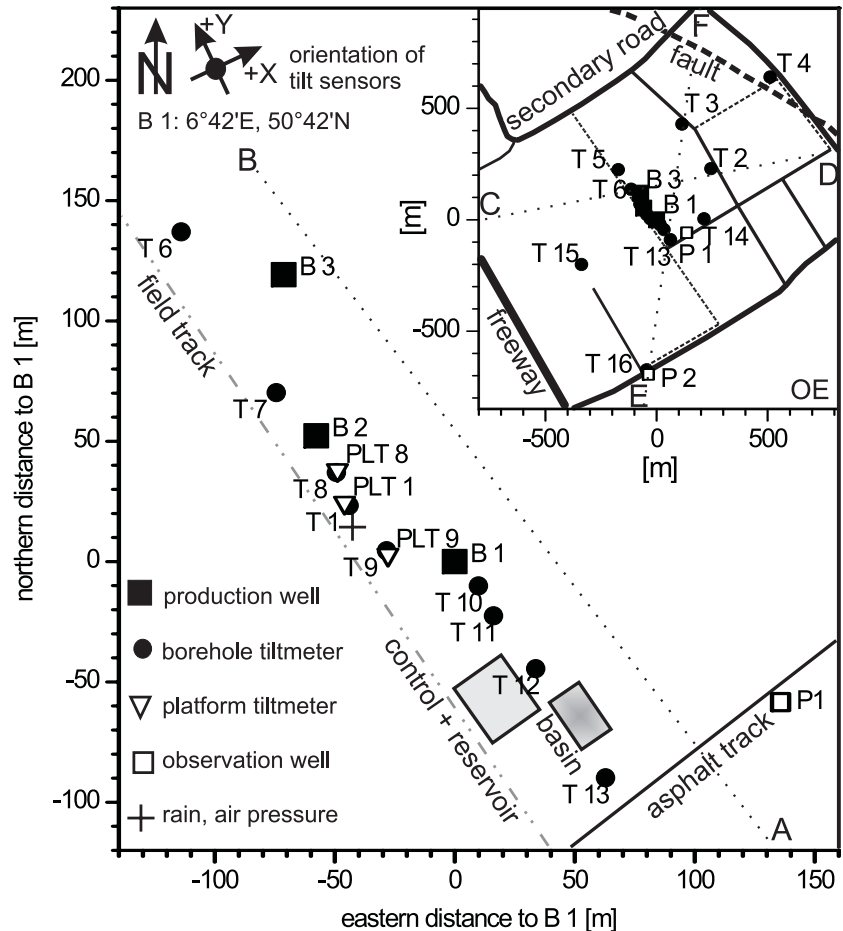 200
150
100
50
0
-50
-100
northern distance to B 1 [m]
-100
-50
0
50
100
150
eastern distance to B 1 [m]
N
+Y
+X
orientation of
tilt sensors
B 1: 6°42'E, 50°42'N
B
T 6
B 3
field track
T 7
B 2
PLT 8
T 8
PLT 1
T 1
PLT 9
T 9
B 1
T 10
T 11
T 12
T 13
basin
control + reservoir
asphalt track
P1
A
production well
borehole tiltmeter
platform tiltmeter
observation well
rain, air pressure
500
0
-500
[m]
-500
0
500
[m]
F
T 4
fault
secondary road
T 3
T 5
T 2
T 6
B 3
D
C
B 1
T 14
T 13
P 1
T 15
freeway
T 16
P 2
E
OE